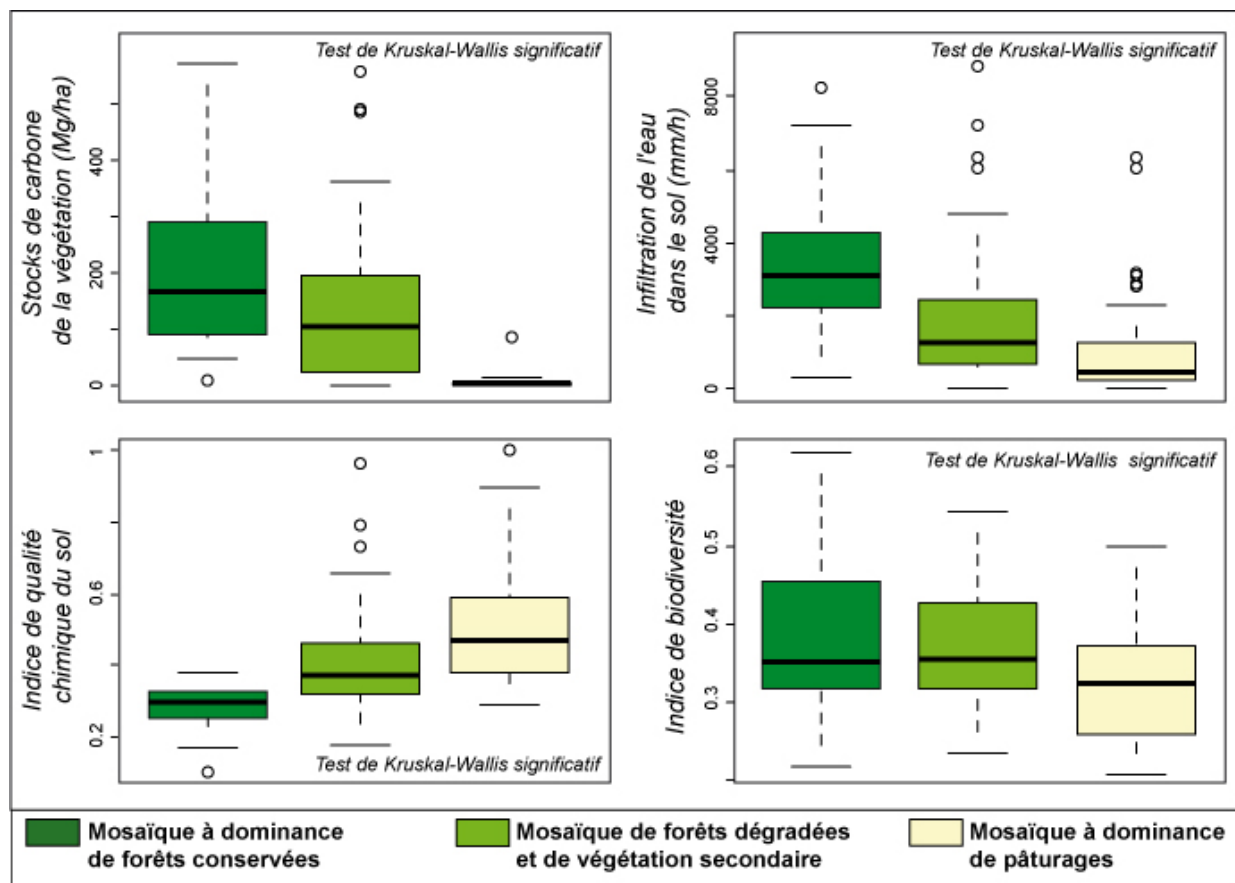 Test de Kruskal-Wallis significatif
Stocks de carbone
de la végétation (Mg/ha)
400
200
0
Test de Kruskal-Wallis significatif
Infiltration de l'eau
dans le sol (mm/h)
8000
4000
0
Indice de qualité
chimique du sol
1
0.6
0.2
Test de Kruskal-Wallis significatif
Test de Kruskal-Wallis significatif
Indice de biodiversité
0.6
0.5
0.4
0.3
Mosaïque à dominance
de forêts conservées
Mosaïque de forêts dégradées
et de végétation secondaire
Mosaïque à dominance
de pâturages